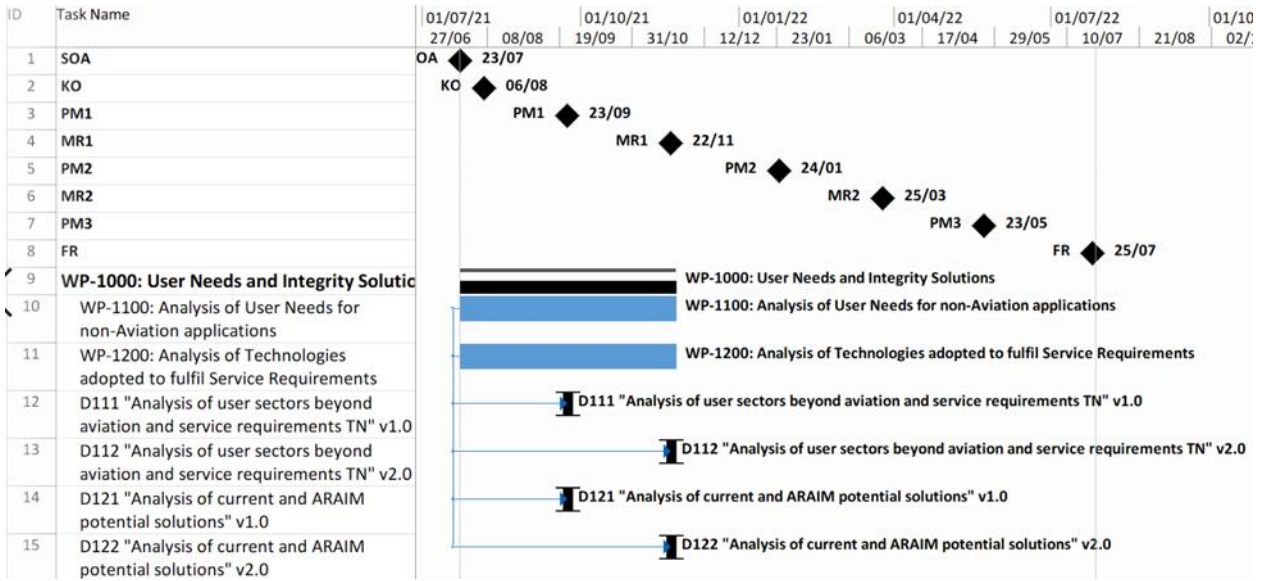 ID Task Name 01/07/21 01/10/21 01/01/22 01/04/22 01/07/22 01/10
27/06 08/08 19/09 31/10 12/12 23/01 06/03 17/04 29/05 10/07 21/08 02/
1 SOA OA 23/07
2 KO KO 06/08
3 PM1 PM1 23/09
4 MR1 MR1 22/11
5 PM2 PM2 24/01
6 MR2 MR2 25/03
7 PM3 PM3 23/05
8 FR FR 25/07
9 WP-1000: User Needs and Integrity Solutic WP-1000: User Needs and Integrity Solutions
10 WP-1100: Analysis of User Needs for WP-1100: Analysis of User Needs for non-Aviation applications
non-Aviation applications
11 WP-1200: Analysis of Technologies WP-1200: Analysis of Technologies adopted to fulfil Service Requirements
adopted to fulfil Service Requirements
12 D111 "Analysis of user sectors beyond D111 "Analysis of user sectors beyond aviation and service requirements TN" v1.0
aviation and service requirements TN" v1.0
13 D112 "Analysis of user sectors beyond D112 "Analysis of user sectors beyond aviation and service requirements TN" v2.0
aviation and service requirements TN" v2.0
14 D121 "Analysis of current and ARAIM D121 "Analysis of current and ARAIM potential solutions" v1.0
potential solutions" v1.0
15 D122 "Analysis of current and ARAIM D122 "Analysis of current and ARAIM potential solutions" v2.0
potential solutions" v2.0